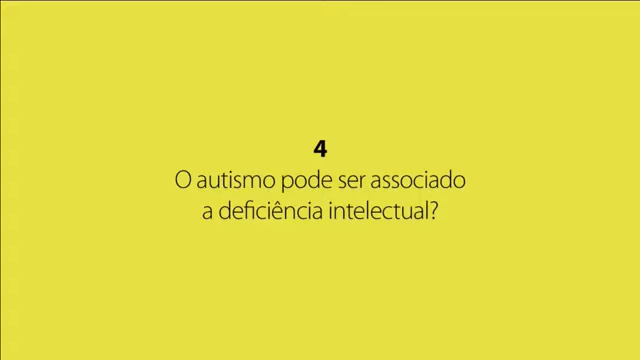 4
O autismo pode ser associado
a deficiência intelectual?